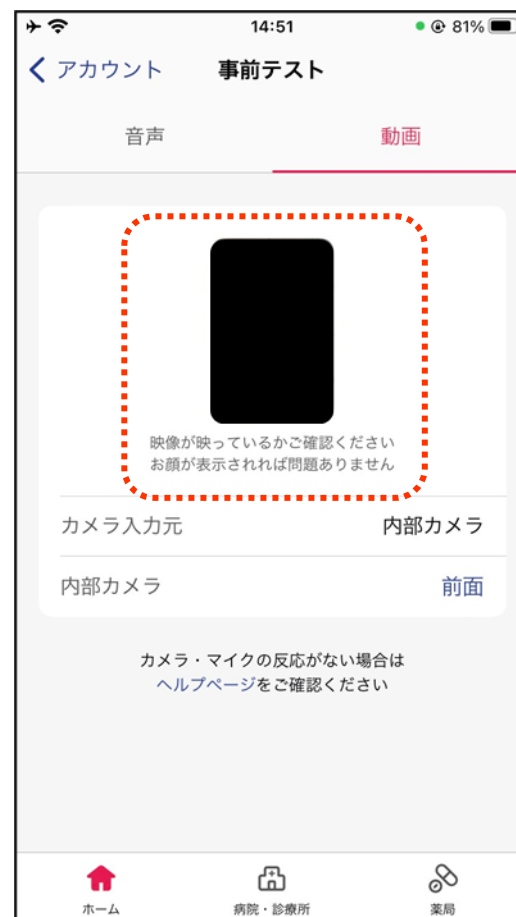 14:51
81%
アカウント
事前テスト
音声
動画
映像が映っているかご確認ください
お顔が表示されれば問題ありません
カメラ入力元
内部カメラ
内部カメラ
前面
カメラ・マイクの反応がない場合は
ヘルプページをご確認ください
ホーム
病院・診療所
薬局